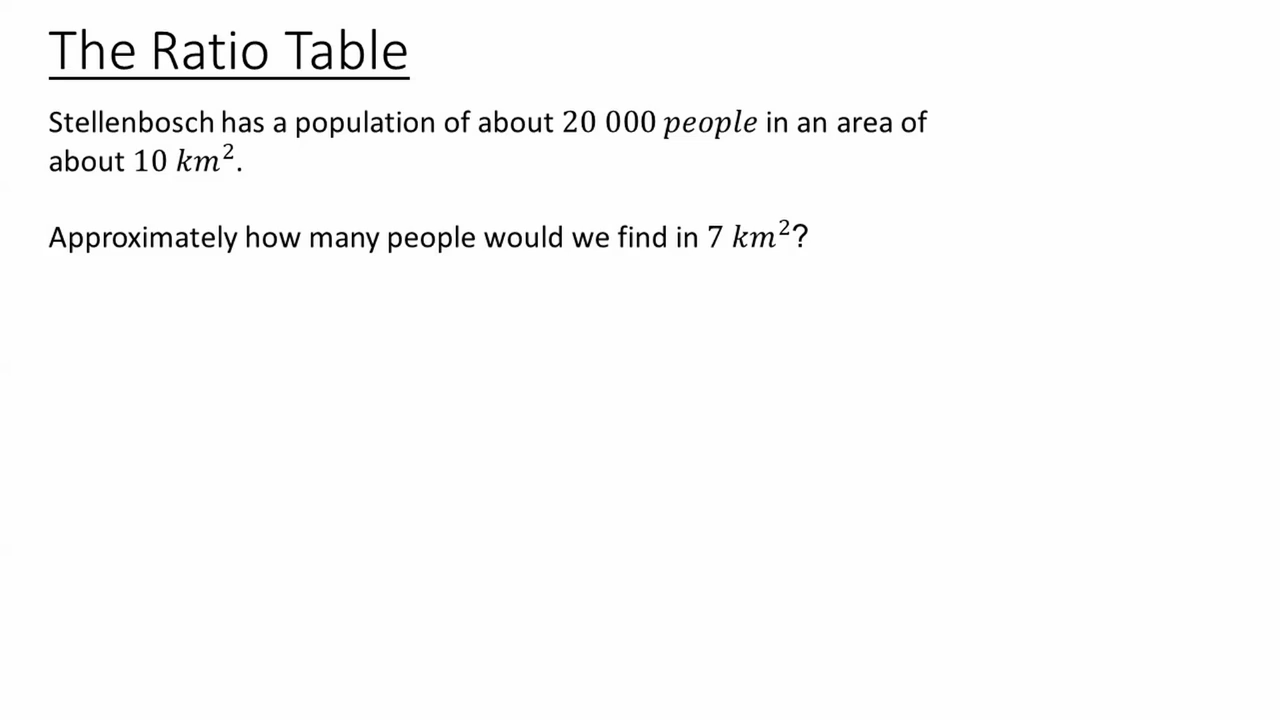 The Ratio Table
Stellenbosch has a population of about 20 000 people in an area of
about 10 km².
Approximately how many people would we find in 7 km²?